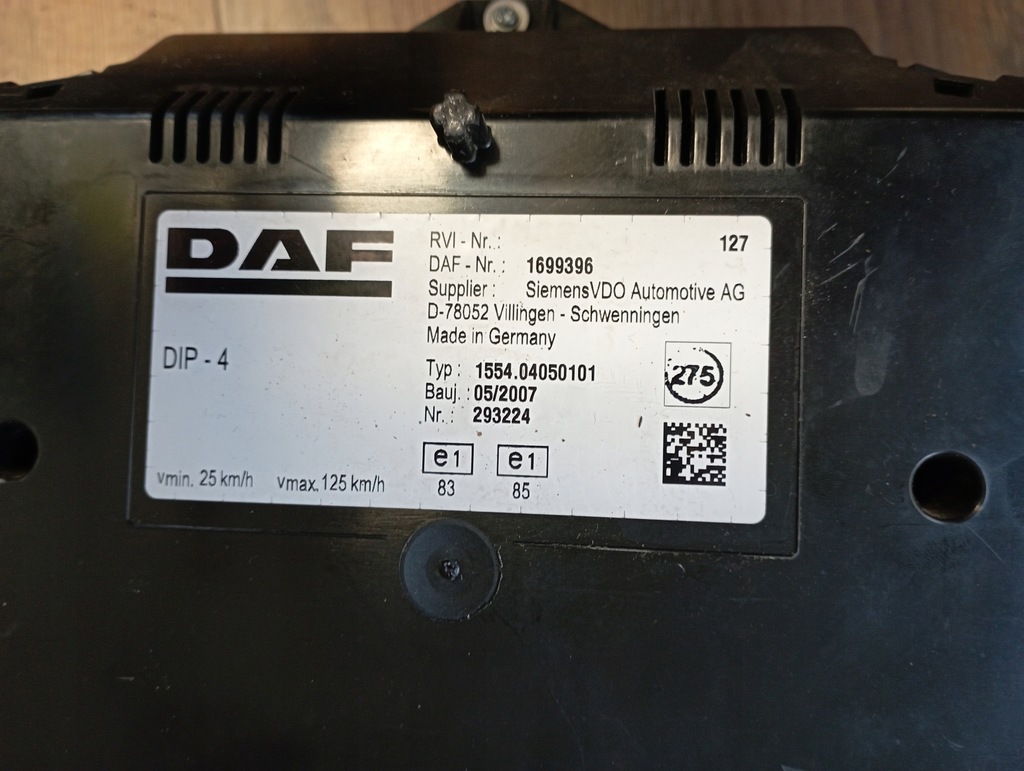 DAF
RVI - Nr. : 127
DAF - Nr. : 1699396
Supplier : SiemensVDO Automotive AG
D-78052 Villingen - Schwenningen
Made in Germany
DIP - 4
Typ : 1554.04050101
Bauj. : 05/2007
Nr. : 293224
275
e1 e1
83 85
vmin. 25 km/h vmax. 125 km/h